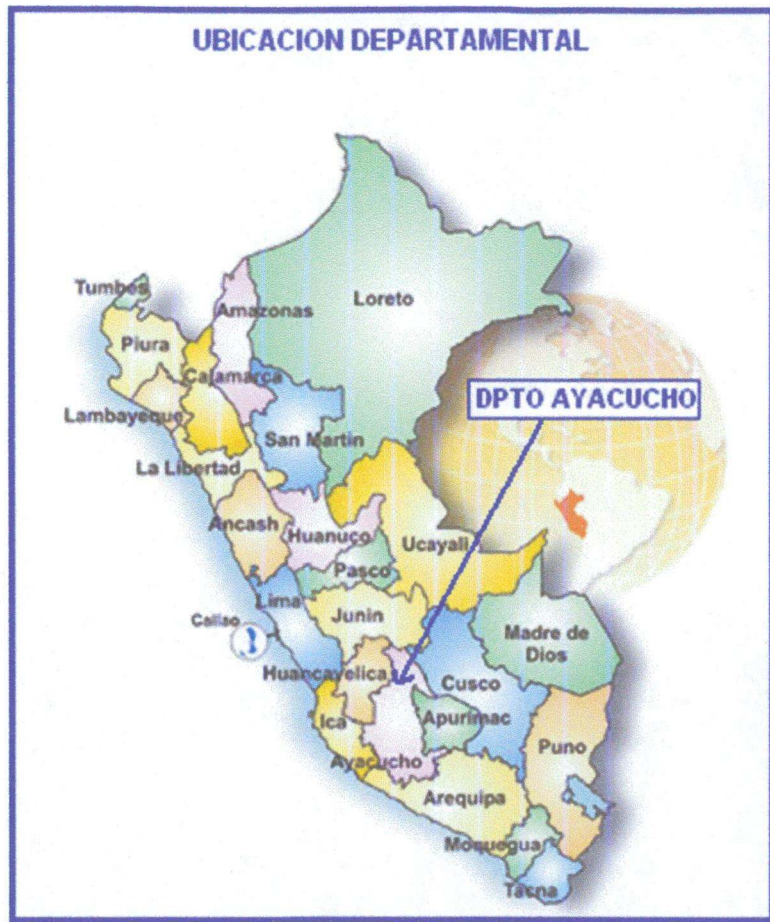 UBICACION DEPARTAMENTAL
Tumbes
Amazonas
Loreto
Piura
Cajamarca
DPTO AYACUCHO
Lambayeque
San Martin
La Libertad
Ancash
Huanuco
Ucayali
Pasco
Lima
Junin
Callao
Madre de
Dios
Huancavelica
Cusco
Ica
Apurimac
Puno
Ayacucho
Arequipa
Moquegua
Tacna